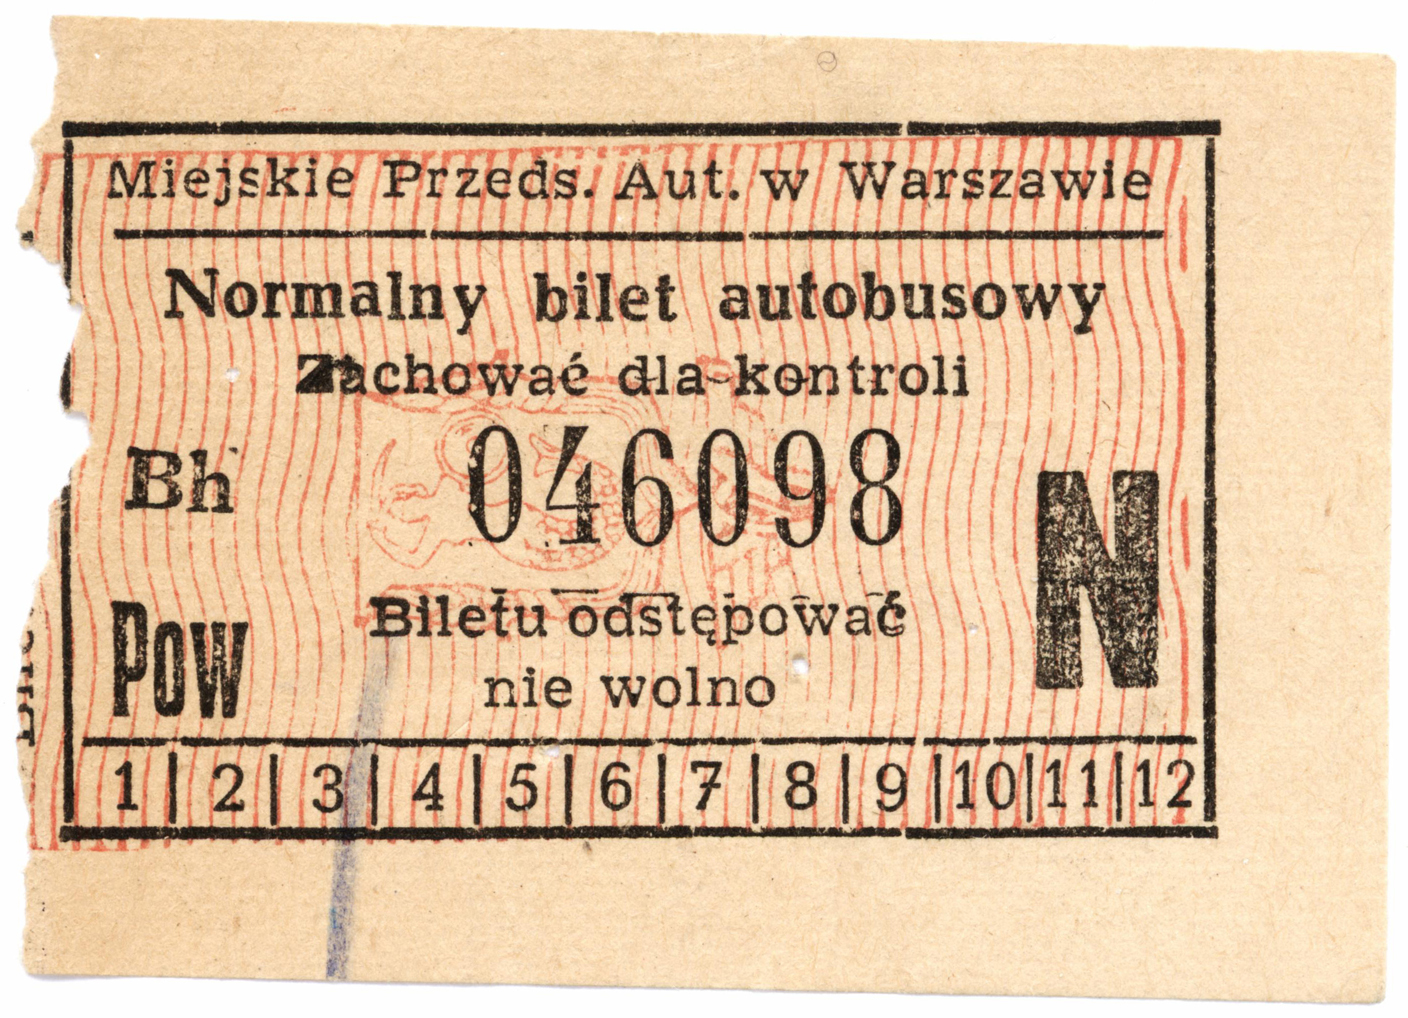 Miejskie Przeds. Aut. w Warszawie
Normalny bilet autobusowy
Zachować dla kontroli
Bh 046098
N
Pow
Biletu odstępować
nie wolno
1 | 2 | 3 | 4 | 5 | 6 | 7 | 8 | 9 | 10 | 11 | 12